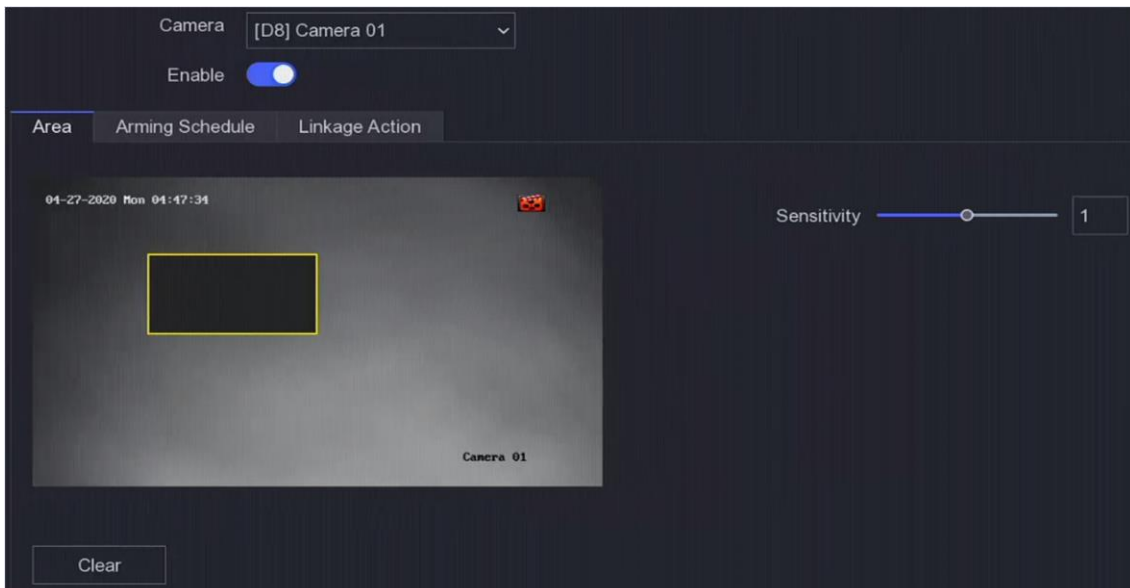 Camera [D8] Camera 01
Enable
Area Arming Schedule Linkage Action
04-27-2020 Mon 04:47:34
Sensitivity 1
Camera 01
Clear